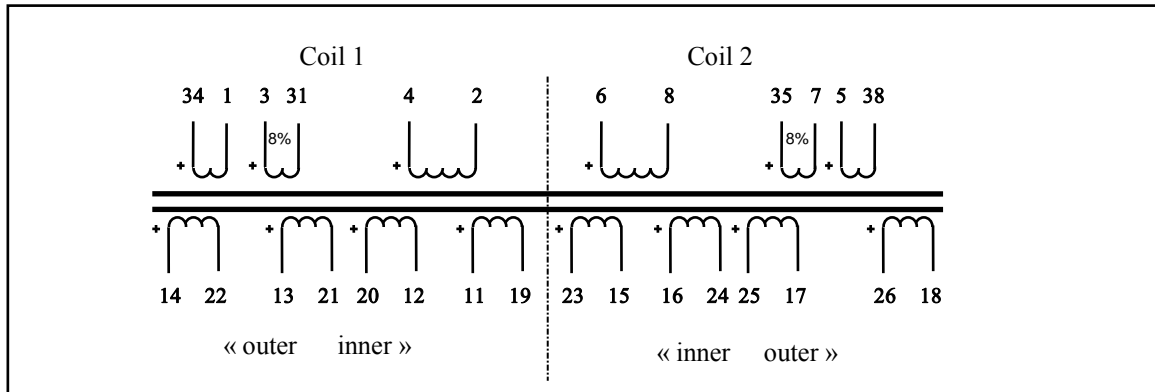 Coil 1 Coil 2
34 1 3 31 4 2 6 8 35 7 5 38
8% 8%
+ + + + + +
+ + + + + + + +
14 22 13 21 20 12 11 19 23 15 16 24 25 17 26 18
« outer inner » « inner outer »